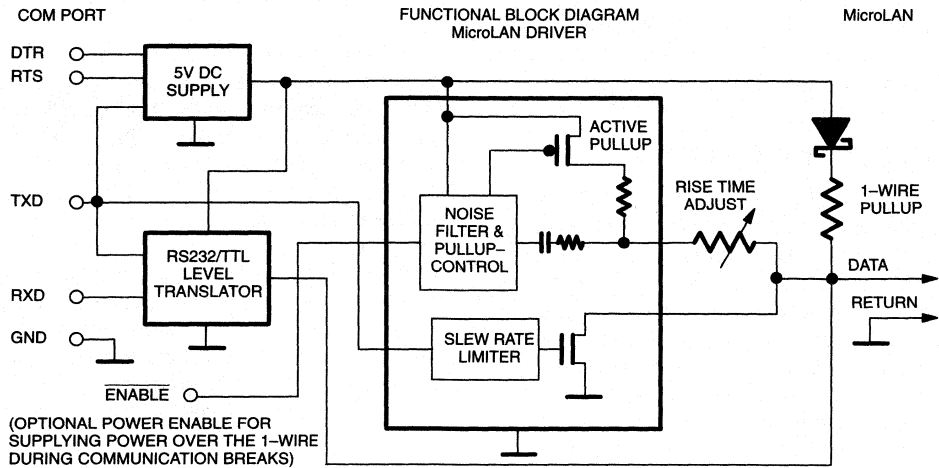 COM PORT
FUNCTIONAL BLOCK DIAGRAM
MicroLAN DRIVER
MicroLAN
DTR
RTS
5V DC
SUPPLY
ACTIVE
PULLUP
TXD
RISE TIME
ADJUST
1–WIRE
PULLUP
NOISE
FILTER &
PULLUP–
CONTROL
RS232/TTL
LEVEL
TRANSLATOR
DATA
RXD
RETURN
GND
SLEW RATE
LIMITER
ENABLE
(OPTIONAL POWER ENABLE FOR
SUPPLYING POWER OVER THE 1–WIRE
DURING COMMUNICATION BREAKS)